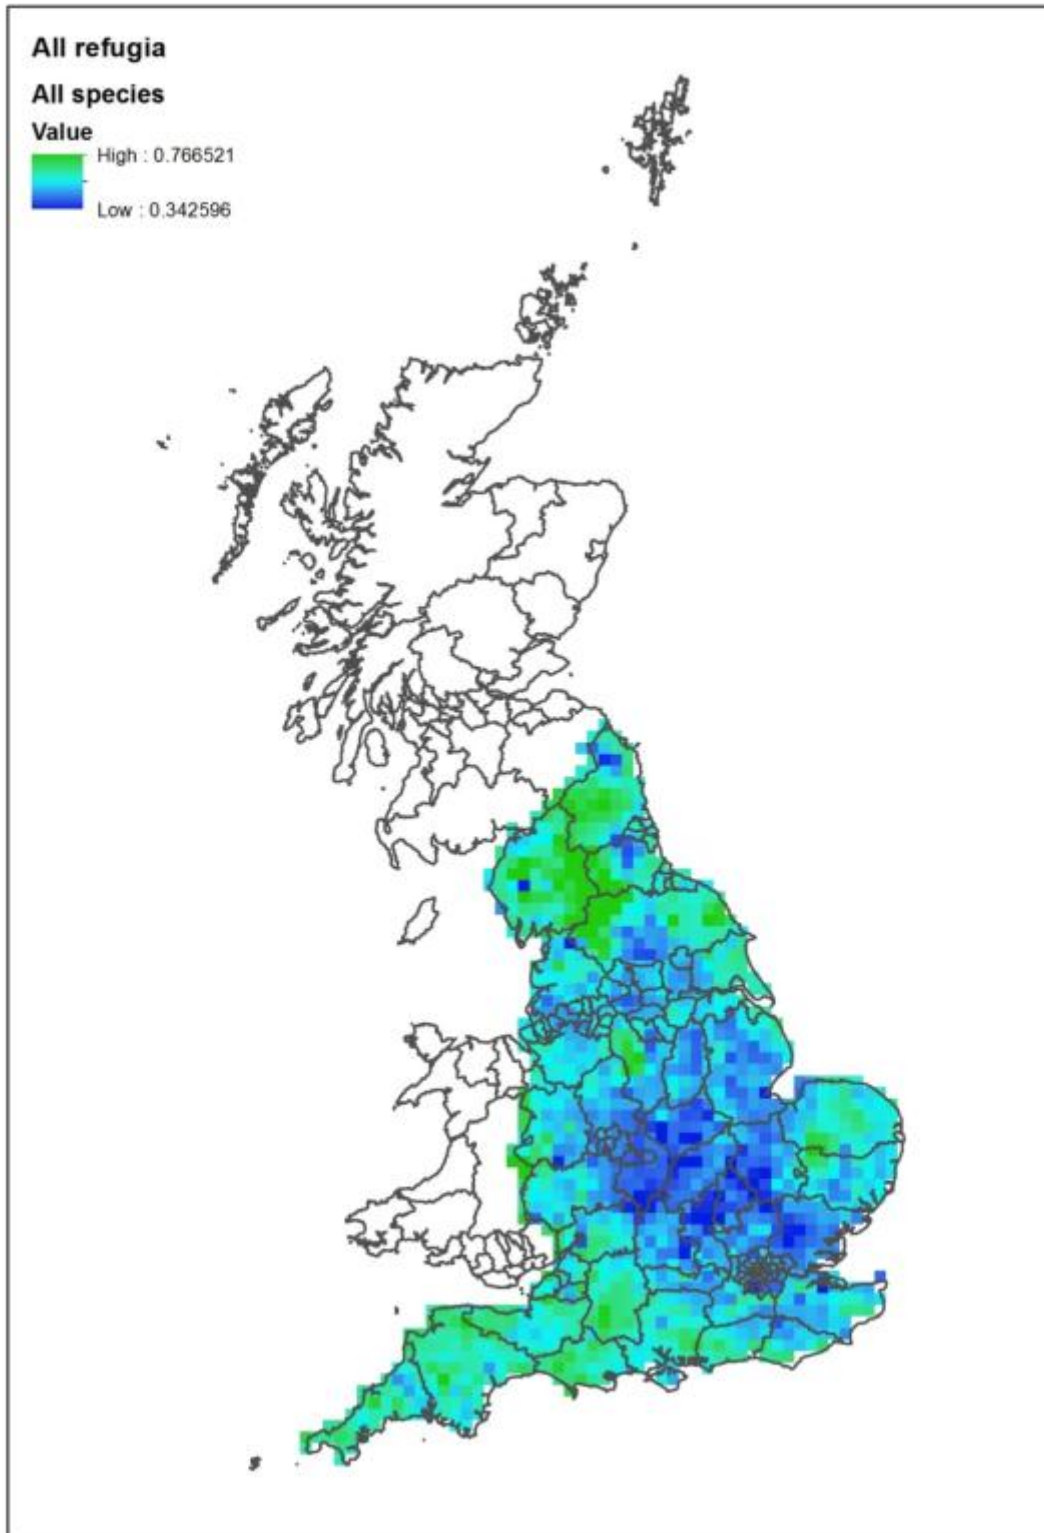 All refugia
All species
Value
High : 0.766521
Low : 0.342596